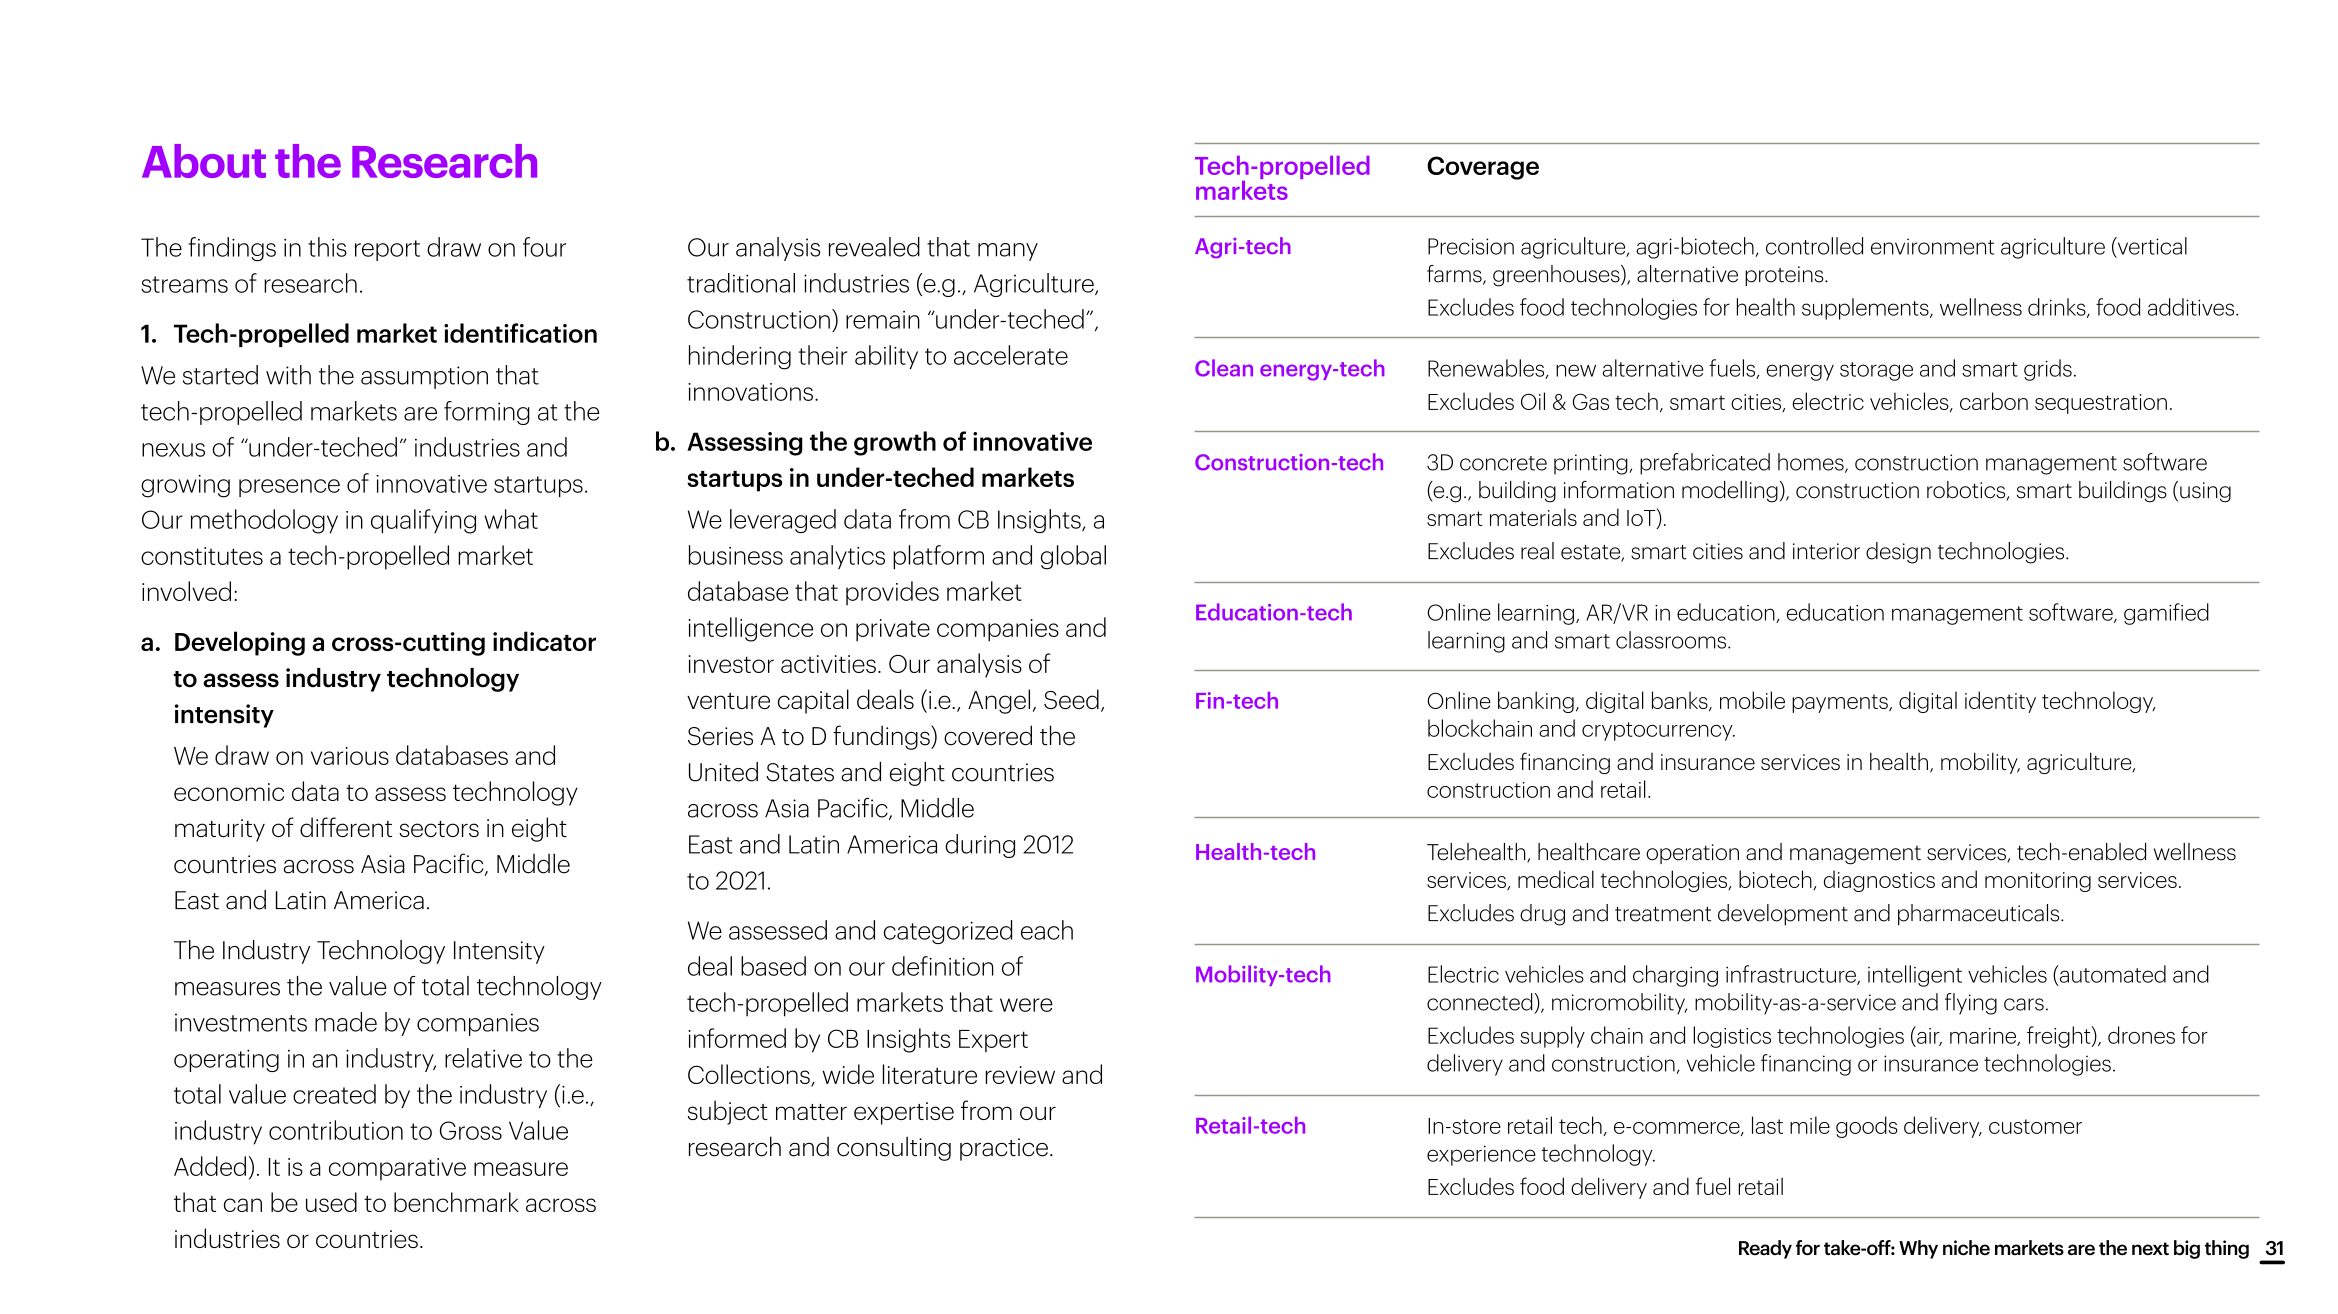 About the Research
The findings in this report draw on four
streams of research.
1. Tech-propelled market identification
We started with the assumption that
tech-propelled markets are forming at the
nexus of “under-teched” industries and
growing presence of innovative startups.
Our methodology in qualifying what
constitutes a tech-propelled market
involved:
a. Developing a cross-cutting indicator
to assess industry technology
intensity
We draw on various databases and
economic data to assess technology
maturity of different sectors in eight
countries across Asia Pacific, Middle
East and Latin America.
The Industry Technology Intensity
measures the value of total technology
investments made by companies
operating in an industry, relative to the
total value created by the industry (i.e.,
industry contribution to Gross Value
Added). It is a comparative measure
that can be used to benchmark across
industries or countries.
Our analysis revealed that many
traditional industries (e.g., Agriculture,
Construction) remain “under-teched”,
hindering their ability to accelerate
innovations.
b. Assessing the growth of innovative
startups in under-teched markets
We leveraged data from CB Insights, a
business analytics platform and global
database that provides market
intelligence on private companies and
investor activities. Our analysis of
venture capital deals (i.e., Angel, Seed,
Series A to D fundings) covered the
United States and eight countries
across Asia Pacific, Middle
East and Latin America during 2012
to 2021.
We assessed and categorized each
deal based on our definition of
tech-propelled markets that were
informed by CB Insights Expert
Collections, wide literature review and
subject matter expertise from our
research and consulting practice.
Tech-propelled
markets
Coverage
Agri-tech
Precision agriculture, agri-biotech, controlled environment agriculture (vertical
farms, greenhouses), alternative proteins.
Excludes food technologies for health supplements, wellness drinks, food additives.
Clean energy-tech
Renewables, new alternative fuels, energy storage and smart grids.
Excludes Oil & Gas tech, smart cities, electric vehicles, carbon sequestration.
Construction-tech
3D concrete printing, prefabricated homes, construction management software
(e.g., building information modelling), construction robotics, smart buildings (using
smart materials and IoT).
Excludes real estate, smart cities and interior design technologies.
Education-tech
Online learning, AR/VR in education, education management software, gamified
learning and smart classrooms.
Fin-tech
Online banking, digital banks, mobile payments, digital identity technology,
blockchain and cryptocurrency.
Excludes financing and insurance services in health, mobility, agriculture,
construction and retail.
Health-tech
Telehealth, healthcare operation and management services, tech-enabled wellness
services, medical technologies, biotech, diagnostics and monitoring services.
Excludes drug and treatment development and pharmaceuticals.
Mobility-tech
Electric vehicles and charging infrastructure, intelligent vehicles (automated and
connected), micromobility, mobility-as-a-service and flying cars.
Excludes supply chain and logistics technologies (air, marine, freight), drones for
delivery and construction, vehicle financing or insurance technologies.
Retail-tech
In-store retail tech, e-commerce, last mile goods delivery, customer
experience technology.
Excludes food delivery and fuel retail
Ready for take-off: Why niche markets are the next big thing 31